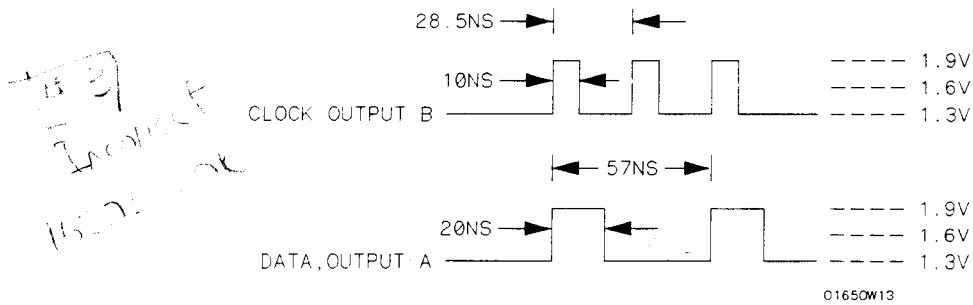 28.5NS
1.9V
10NS
1.6V
CLOCK OUTPUT B
1.3V
Incorrect
57NS
1.9V
20NS
1.6V
DATA, OUTPUT A
1.3V
01650W13